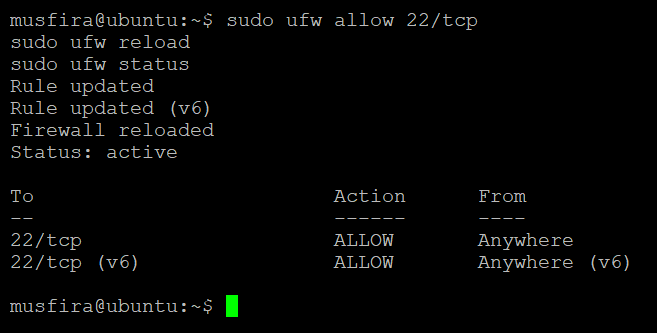 musfira@ubuntu:~$ sudo ufw allow 22/tcp
sudo ufw reload
sudo ufw status
Rule updated
Rule updated (v6)
Firewall reloaded
Status: active
To                         Action      From
--                         ------      ----
22/tcp                     ALLOW       Anywhere
22/tcp (v6)                ALLOW       Anywhere (v6)
musfira@ubuntu:~$